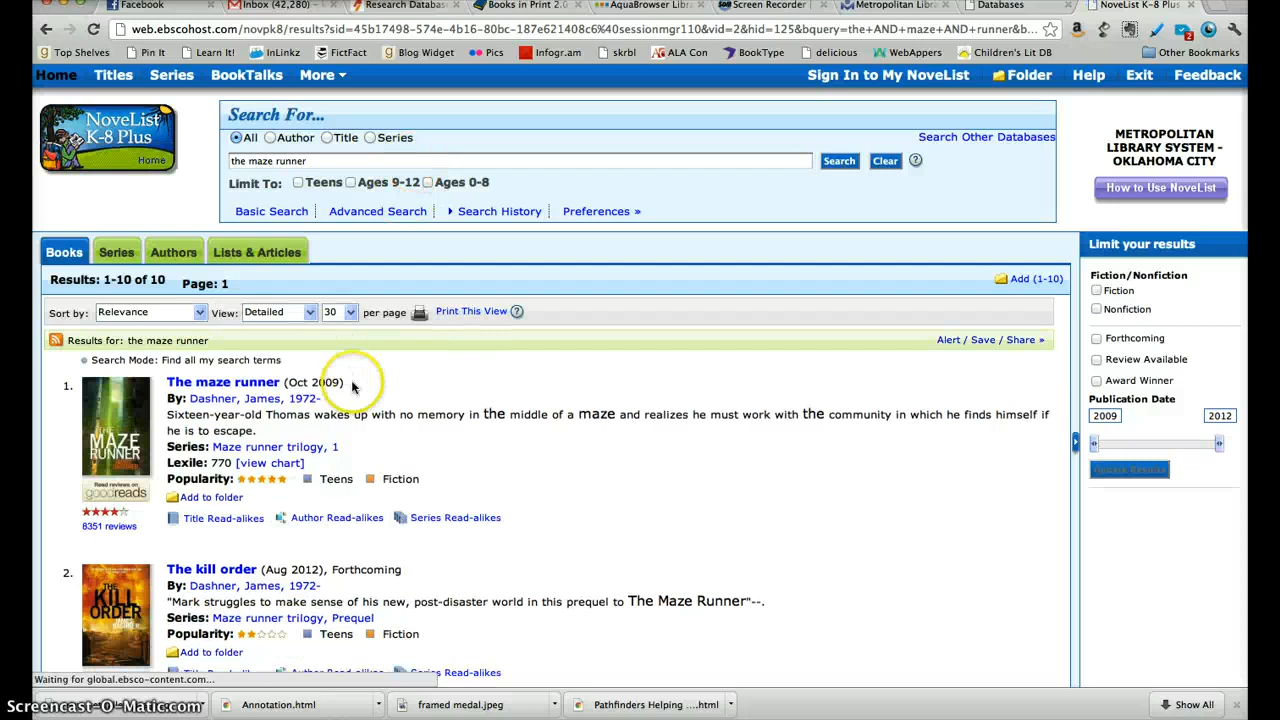 Facebook
Inbox (42,280)
Research Databas
Books in Print 2.0
AquaBrowser Libra
Screen Recorder
Metropolitan Libra
Databases
NoveList K-8 Plus
web.ebscohost.com/novpk8/results?sid=45b17498-574e-4b16-80bc-187e621408c6%40sessionmgr110&vid=2&hid=125&bquery=the+AND+maze+AND+runner&b...
Top Shelves
Pin It
Learn It!
InLinkz
FictFact
Blog Widget
Pics
Infogr.am
skrbl
ALA Con
BookType
delicious
WebAppers
Children's Lit DB
Other Bookmarks
Home Titles Series BookTalks More
Sign In to My NoveList Folder Help Exit Feedback
NoveList
K-8 Plus
Home
Search For...
All Author Title Series
Search Other Databases
the maze runner
Search Clear
Limit To: Teens Ages 9-12 Ages 0-8
Basic Search Advanced Search Search History Preferences »
METROPOLITAN
LIBRARY SYSTEM -
OKLAHOMA CITY
How to Use NoveList
Books Series Authors Lists & Articles
Results: 1-10 of 10 Page: 1
Add (1-10)
Sort by: Relevance View: Detailed 30 per page Print This View
Results for: the maze runner
Alert / Save / Share »
Search Mode: Find all my search terms
1. The maze runner (Oct 2009)
By: Dashner, James, 1972-
Sixteen-year-old Thomas wakes up with no memory in the middle of a maze and realizes he must work with the community in which he finds himself if
he is to escape.
Series: Maze runner trilogy, 1
Lexile: 770 [view chart]
Popularity: Teens Fiction
Add to folder
Title Read-alikes Author Read-alikes Series Read-alikes
THE
MAZE
RUNNER
Read reviews on
goodreads
8351 reviews
2. The kill order (Aug 2012), Forthcoming
By: Dashner, James, 1972-
"Mark struggles to make sense of his new, post-disaster world in this prequel to The Maze Runner"--.
Series: Maze runner trilogy, Prequel
Popularity: Teens Fiction
Add to folder
Series Read-alikes
THE
KILL
ORDER
Limit your results
Fiction/Nonfiction
Fiction
Nonfiction
Forthcoming
Review Available
Award Winner
Publication Date
2009 2012
Waiting for global.ebsco-content.com...
Screencast-O-Matic.com
Annotation.html
framed medal.jpeg
Pathfinders Helping ....html
Show All